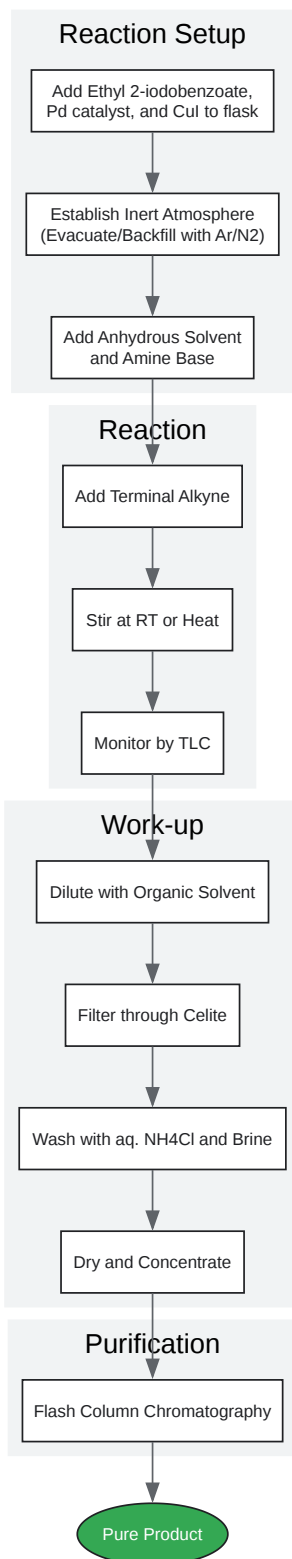 Reaction Setup
Add Ethyl 2-iodobenzoate,
Pd catalyst, and CuI to flask
Establish Inert Atmosphere
(Evacuate/Backfill with Ar/N2)
Add Anhydrous Solvent
and Amine Base
Reaction
Add Terminal Alkyne
Stir at RT or Heat
Monitor by TLC
Work-up
Dilute with Organic Solvent
Filter through Celite
Wash with aq. NH4Cl and Brine
Dry and Concentrate
Purification
Flash Column Chromatography
Pure Product